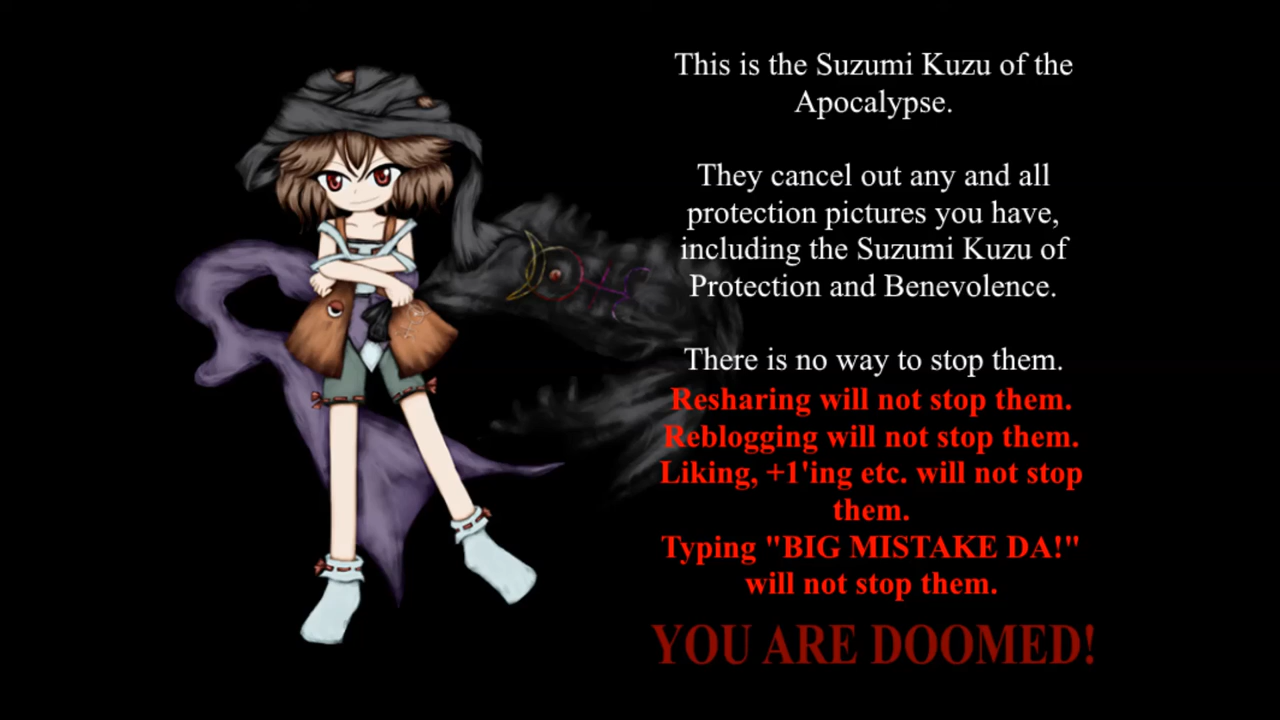 This is the Suzumi Kuzu of the
Apocalypse.
They cancel out any and all
protection pictures you have,
including the Suzumi Kuzu of
Protection and Benevolence.
There is no way to stop them.
Resharing will not stop them.
Reblogging will not stop them.
Liking, +1'ing etc. will not stop
them.
Typing "BIG MISTAKE DA!"
will not stop them.
YOU ARE DOOMED!